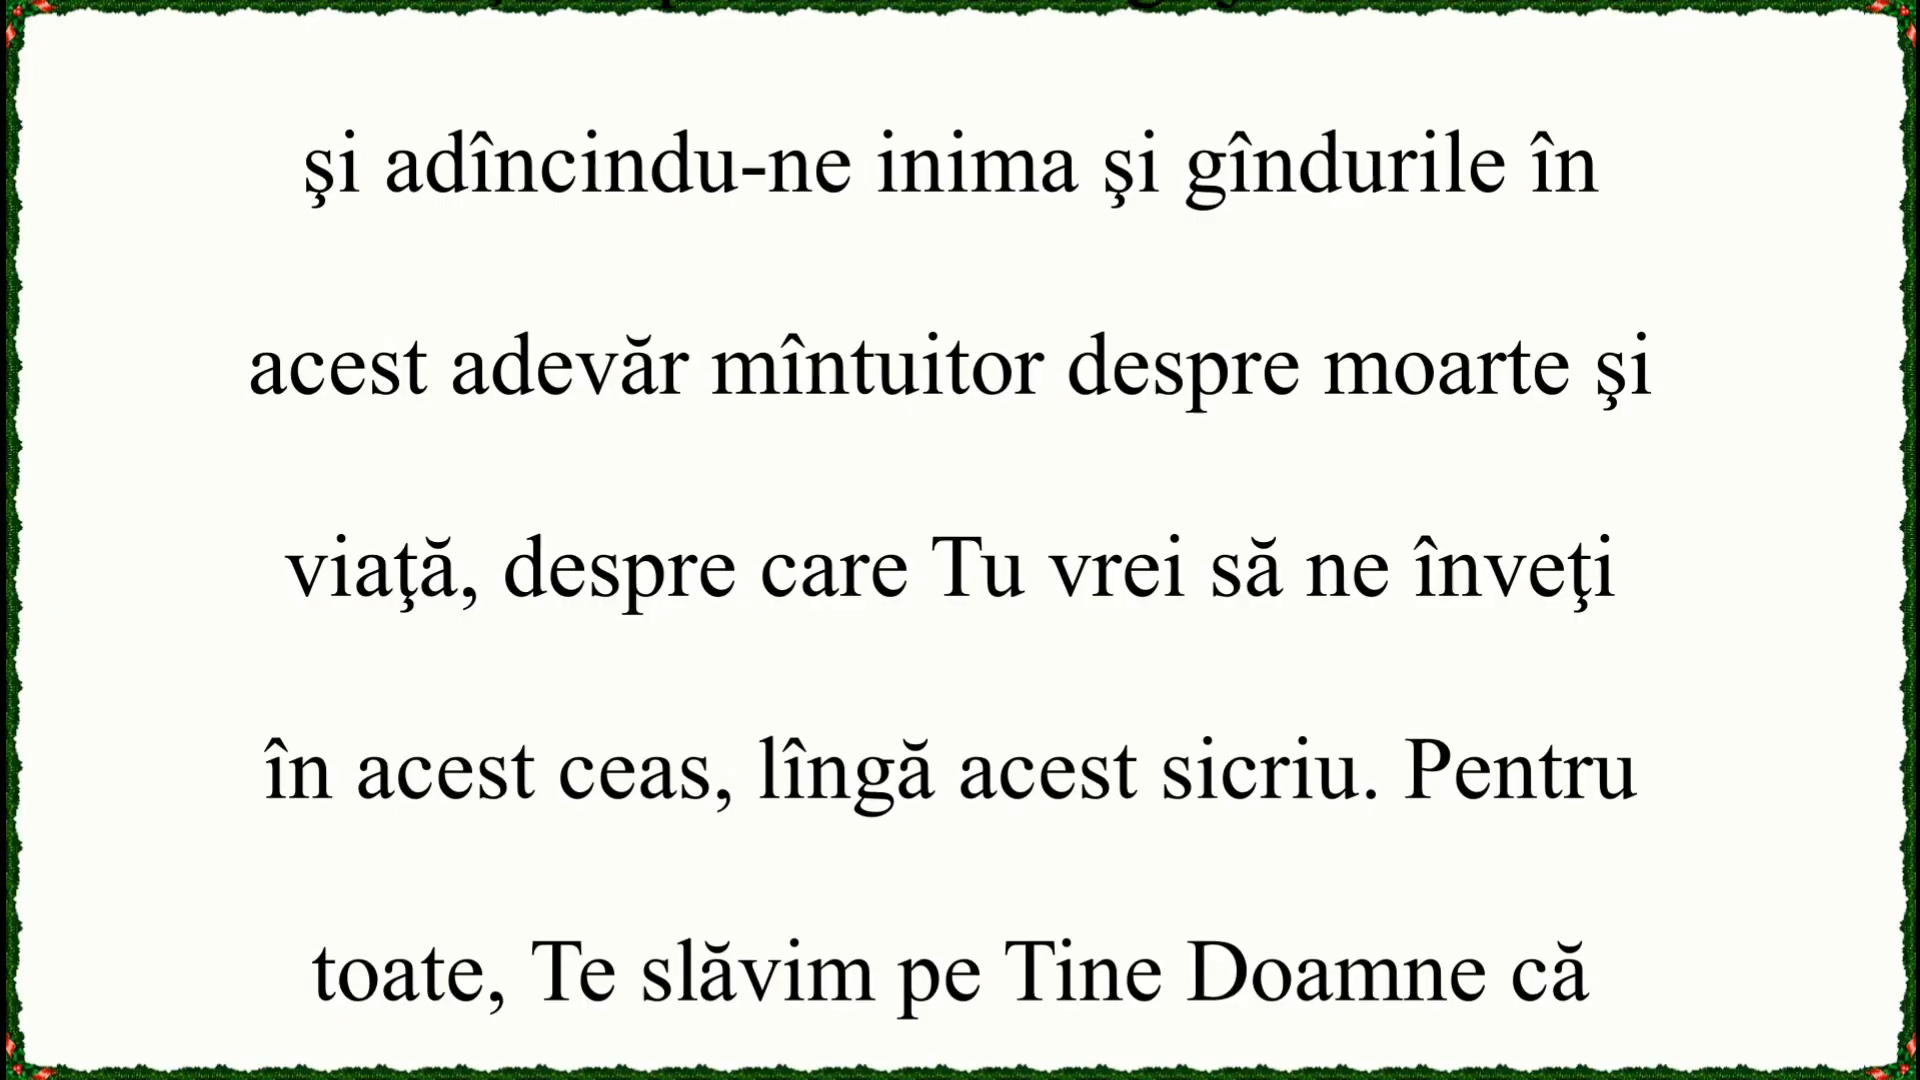 şi adîncindu-ne inima şi gîndurile în
acest adevăr mîntuitor despre moarte şi
viaţă, despre care Tu vrei să ne înveţi
în acest ceas, lîngă acest sicriu. Pentru
toate, Te slăvim pe Tine Doamne că